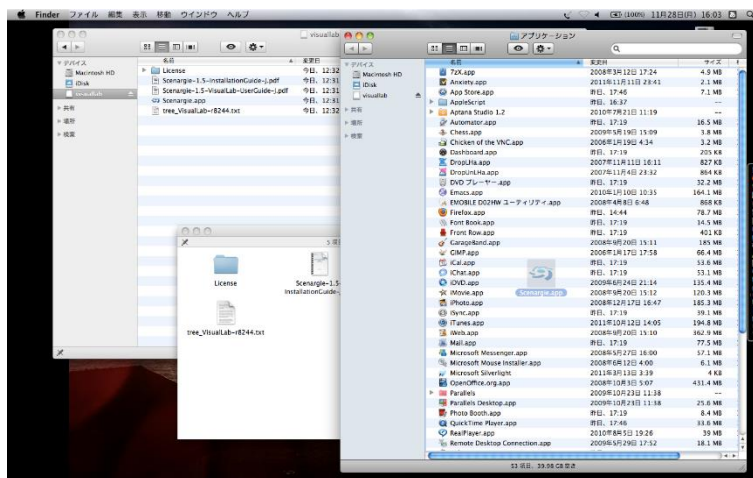 Finder ファイル 編集 表示 移動 ウインドウ ヘルプ
(100%) 11月28日(月) 16:03
visuallab
デバイス
Macintosh HD
iDisk
visuallab
共有
場所
検索
名前
変更日
License
今日、12:32
Scenargie-1.5-InstallationGuide-j.pdf
今日、12:31
Scenargie-1.5-VisualLab-UserGuide-j.pdf
今日、12:31
Scenargie.app
今日、12:31
tree_VisualLab-r8244.txt
今日、12:32
License
Scenargie-1.5-
InstallationGuide-j
tree_VisualLab-r8244.txt
アプリケーション
デバイス
Macintosh HD
iDisk
visuallab
共有
場所
検索
名前 変更日 サイズ
7zX.app 2008年3月12日 17:24 4.9 MB
Anxiety.app 2011年11月11日 23:41 2.1 MB
App Store.app 昨日、17:46 7.1 MB
AppleScript 昨日、16:37 --
Aptana Studio 1.2 2010年7月21日 11:19 --
Automator.app 昨日、17:19 16.5 MB
Chess.app 2009年5月19日 15:09 3.8 MB
Chicken of the VNC.app 2006年1月19日 4:34 3.2 MB
Dashboard.app 昨日、17:19 205 KB
DropLHa.app 2007年11月11日 16:11 827 KB
DropUnLHa.app 2007年11月4日 23:32 864 KB
DVD プレーヤー.app 昨日、17:19 32.2 MB
Emacs.app 2010年1月10日 10:35 164.1 MB
EMOBILE D02HW ユーティリティ.app 2008年4月8日 6:48 868 KB
Firefox.app 昨日、14:44 78.7 MB
Font Book.app 昨日、17:19 14.5 MB
Front Row.app 昨日、17:19 401 KB
GarageBand.app 2008年9月20日 15:11 185 MB
GIMP.app 2006年1月17日 17:58 66.4 MB
iCal.app 昨日、17:19 53.6 MB
iChat.app 昨日、17:19 53.1 MB
iDVD.app 2009年6月24日 21:14 135.4 MB
iMovie.app 2008年9月20日 15:12 120.3 MB
Scenargie.app
iPhoto.app 2008年12月17日 16:47 185.3 MB
iSync.app 昨日、17:19 39.1 MB
iTunes.app 2011年10月12日 14:05 194.8 MB
iWeb.app 2008年9月20日 15:10 362.9 MB
Mail.app 昨日、17:19 77.5 MB
Microsoft Messenger.app 2008年5月27日 16:00 57.1 MB
Microsoft Mouse Installer.app 2008年6月12日 4:00 6.1 MB
Microsoft Silverlight 2011年3月13日 3:39 4 KB
OpenOffice.org.app 2008年10月3日 5:07 431.4 MB
Parallels 2009年10月23日 11:38 --
Parallels Desktop.app 2009年10月23日 11:38 25.6 MB
Photo Booth.app 昨日、17:19 8.4 MB
QuickTime Player.app 昨日、17:46 33.6 MB
RealPlayer.app 2010年8月5日 19:26 39 MB
Remote Desktop Connection.app 2009年5月29日 17:52 18.1 MB
53 項目、39.98 GB 空き